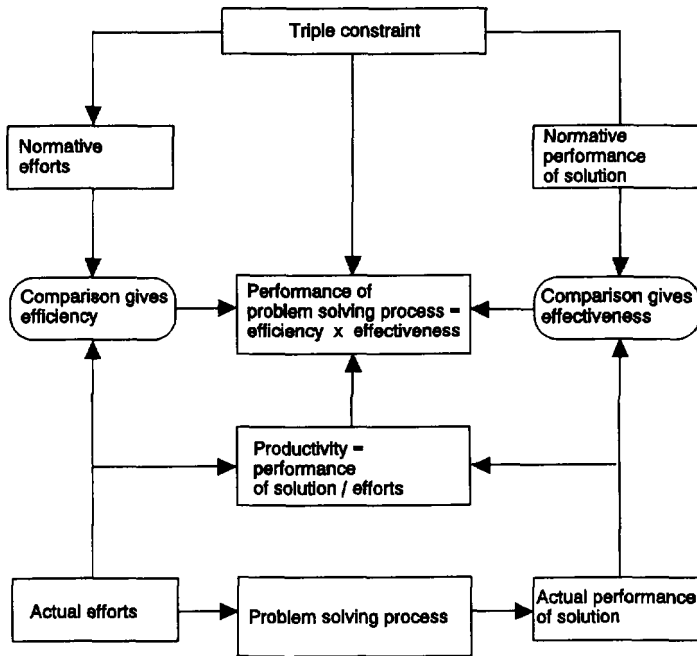 Triple constraint
Normative
efforts
Normative
performance
of solution
Comparison gives
efficiency
Performance of
problem solving process =
efficiency x effectiveness
Comparison gives
effectiveness
Productivity =
performance
of solution / efforts
Actual efforts
Problem solving process
Actual performance
of solution